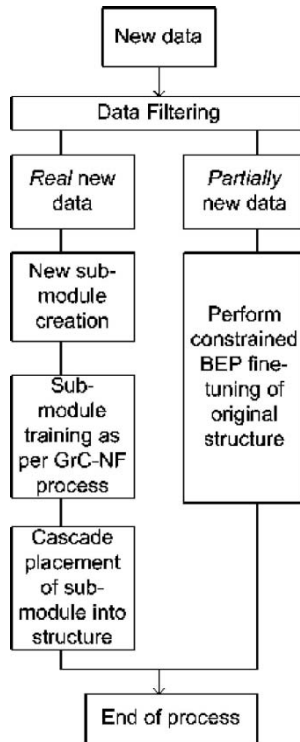 New data
Data Filtering
Real new
data
Partially
new data
New sub-
module
creation
Sub-
module
training as
per GrC-NF
process
Cascade
placement
of sub-
module into
structure
Perform
constrained
BEP fine-
tuning of
original
structure
End of process